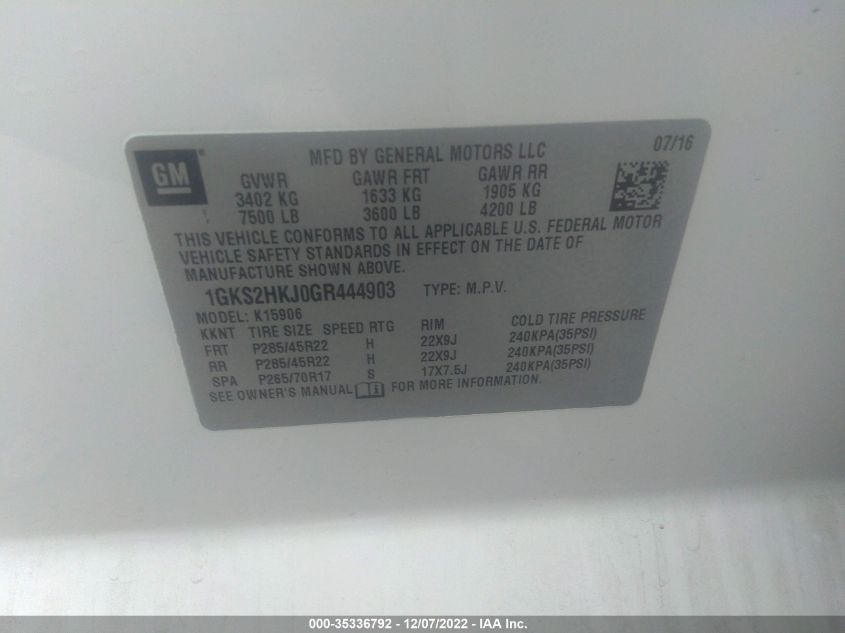 GM
MFD BY GENERAL MOTORS LLC 07/16
GVWR GAWR FRT GAWR RR
3402 KG 1633 KG 1905 KG
7500 LB 3600 LB 4200 LB
THIS VEHICLE CONFORMS TO ALL APPLICABLE U.S. FEDERAL MOTOR
VEHICLE SAFETY STANDARDS IN EFFECT ON THE DATE OF
MANUFACTURE SHOWN ABOVE.
1GKS2HKJ0GR444903 TYPE: M.P.V.
MODEL: K15906
KKNT TIRE SIZE SPEED RTG RIM COLD TIRE PRESSURE
FRT P285/45R22 H 22X9J 240KPA(35PSI)
RR P285/45R22 H 22X9J 240KPA(35PSI)
SPA P265/70R17 S 17X7.5J 240KPA(35PSI)
SEE OWNER'S MANUAL FOR MORE INFORMATION.
000-35336792 - 12/07/2022 - IAA Inc.